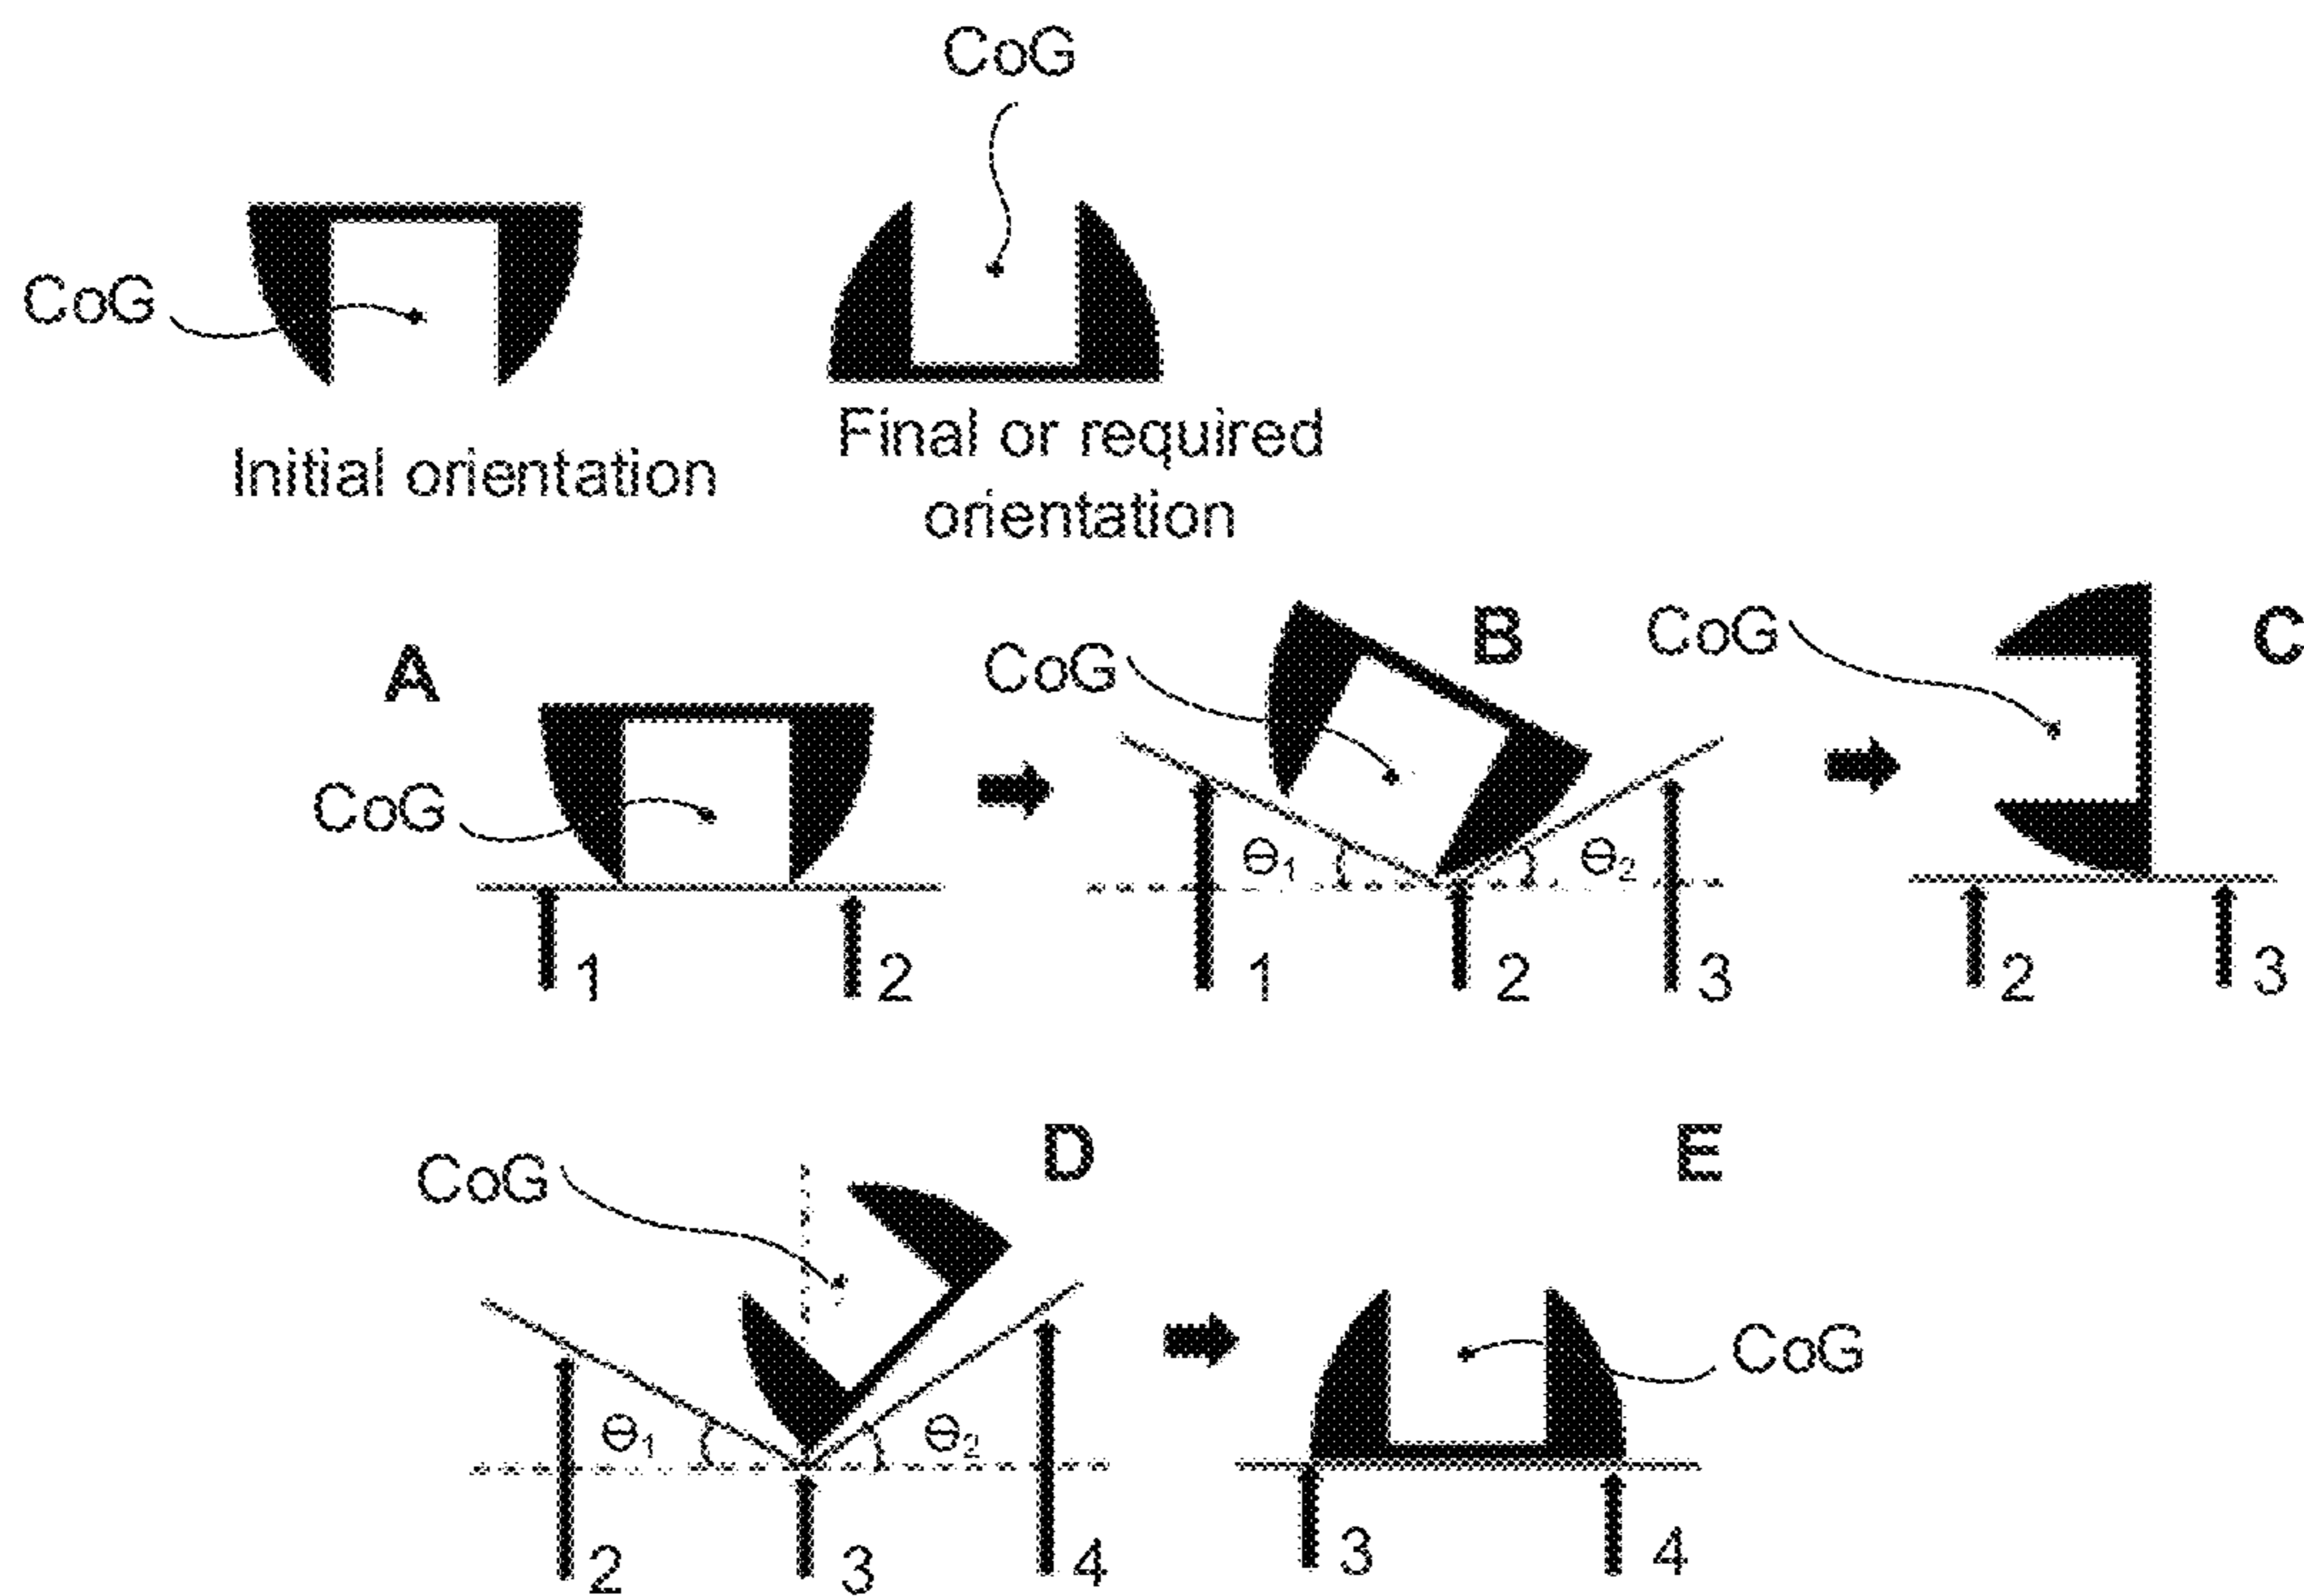 CoG
CoG
Initial orientation
Final or required
orientation
A
CoG
1
2
B
CoG
Θ1
Θ2
1
2
3
C
CoG
2
3
D
CoG
Θ1
Θ2
2
3
4
E
CoG
3
4